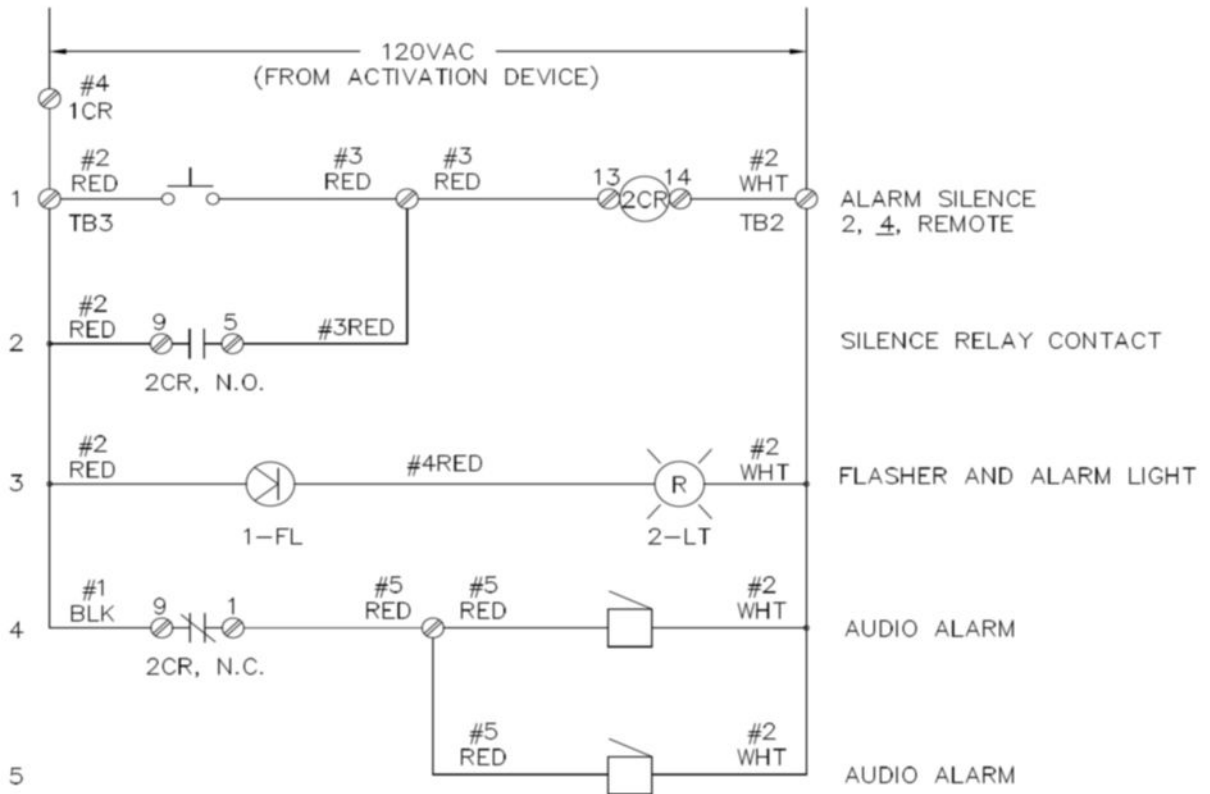 120VAC
(FROM ACTIVATION DEVICE)
#4
1CR
#2
RED
#3
RED
#3
RED
13
2CR
14
#2
WHT
1
TB3
TB2
ALARM SILENCE
2, 4, REMOTE
#2
RED
9
5
#3RED
2
SILENCE RELAY CONTACT
2CR, N.O.
#2
RED
#4RED
#2
WHT
3
R
FLASHER AND ALARM LIGHT
1-FL
2-LT
#1
BLK
9
1
#5
RED
#5
RED
#2
WHT
4
AUDIO ALARM
2CR, N.C.
#5
RED
#2
WHT
5
AUDIO ALARM